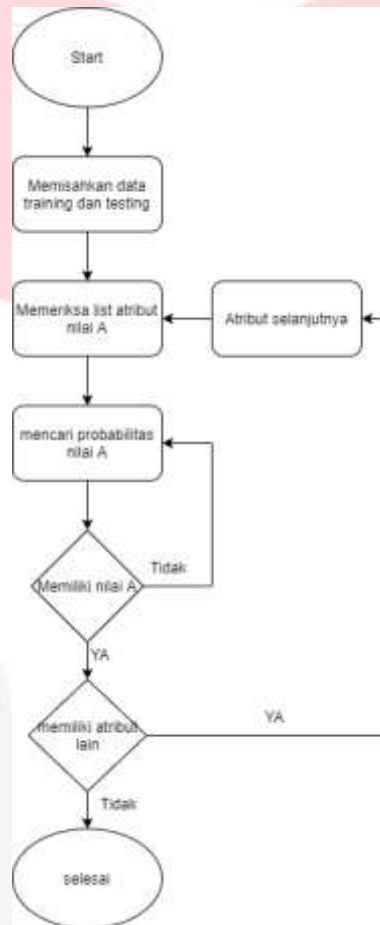 Start
Memisahkan data
training dan testing
Memeriksa list atribut
nilai A
Atribut selanjutnya
mencari probabilitas
nilai A
Memiliki nilai A
Tidak
YA
memiliki atribut
lain
YA
Tidak
selesai